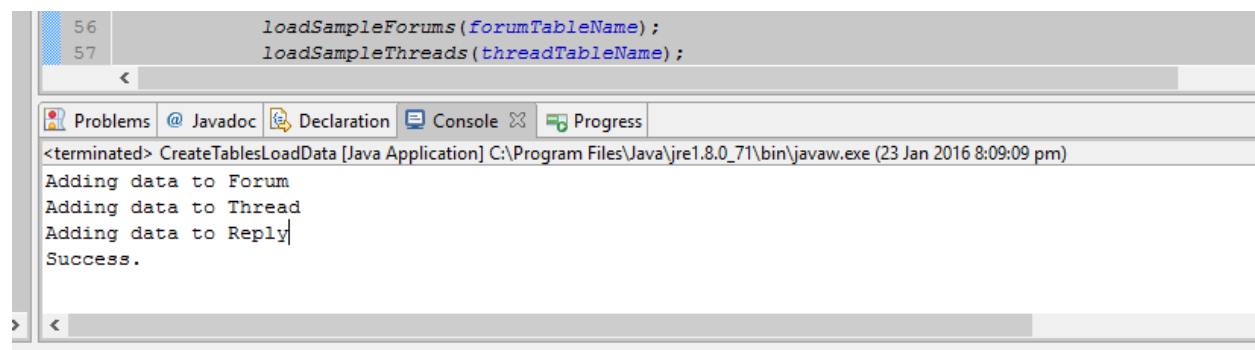 56 loadSampleForums(forumTableName);
57 loadSampleThreads(threadTableName);
Problems @ Javadoc Declaration Console Progress
<terminated> CreateTablesLoadData [Java Application] C:\Program Files\Java\jre1.8.0_71\bin\javaw.exe (23 Jan 2016 8:09:09 pm)
Adding data to Forum
Adding data to Thread
Adding data to Reply
Success.